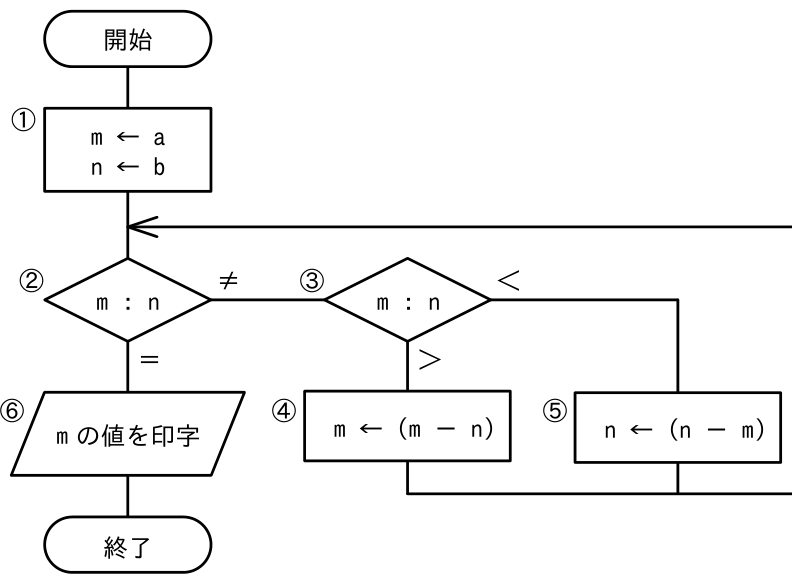 開始
①
m ← a
n ← b
②
m : n
≠
③
m : n
＜
＝
＞
⑥
m の値を印字
④
m ← (m − n)
⑤
n ← (n − m)
終了